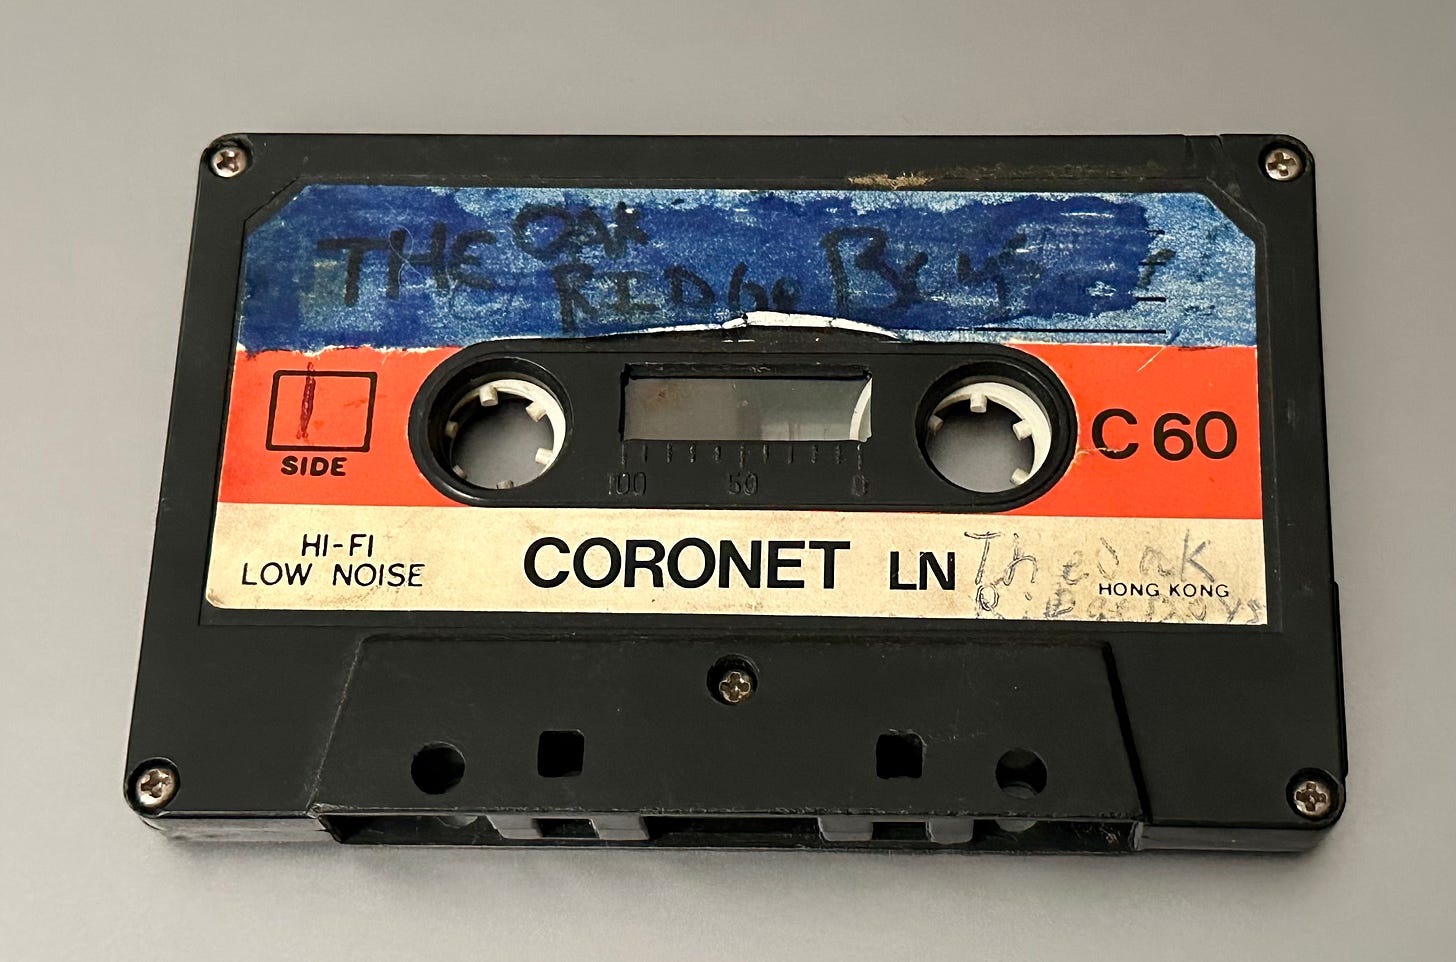 THE OAK
RIDGE BOYS
1
SIDE
C 60
100 50 0
HI-FI
LOW NOISE
CORONET LN
The Oak
Ridge Boys
HONG KONG